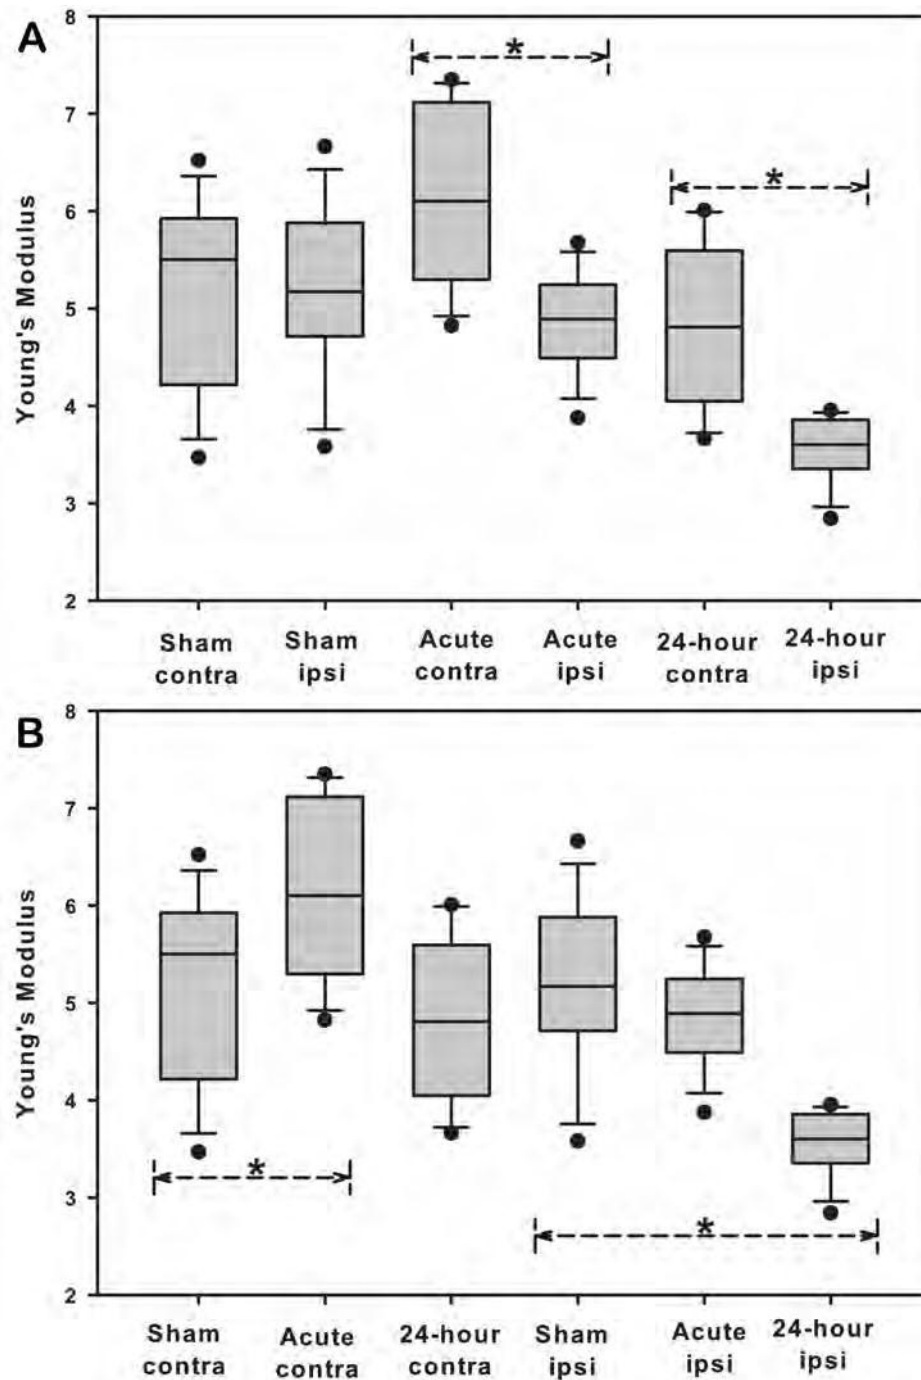 A
8
*
7
*
6
Young's Modulus
5
4
3
2
Sham Sham Acute Acute 24-hour 24-hour
contra ipsi contra ipsi contra ipsi
B
8
7
6
Young's Modulus
5
4
*
3
*
2
Sham Acute 24-hour Sham Acute 24-hour
contra contra contra ipsi ipsi ipsi